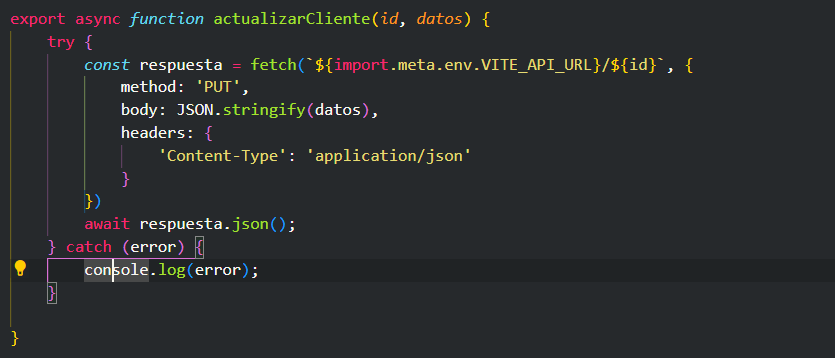 export async function actualizarCliente(id, datos) {
    try {
        const respuesta = fetch(`${import.meta.env.VITE_API_URL}/${id}`, {
            method: 'PUT',
            body: JSON.stringify(datos),
            headers: {
                'Content-Type': 'application/json'
            }
        })
        await respuesta.json();
    } catch (error) {
        console.log(error);
    }
}